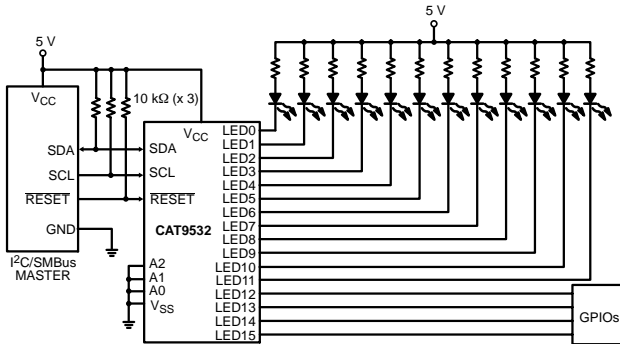 5 V
5 V
VCC
10 kΩ (x 3)
VCC
SDA
SCL
RESET
GND
I2C/SMBus
MASTER
SDA
SCL
RESET
CAT9532
A2
A1
A0
VSS
LED0
LED1
LED2
LED3
LED4
LED5
LED6
LED7
LED8
LED9
LED10
LED11
LED12
LED13
LED14
LED15
GPIOs